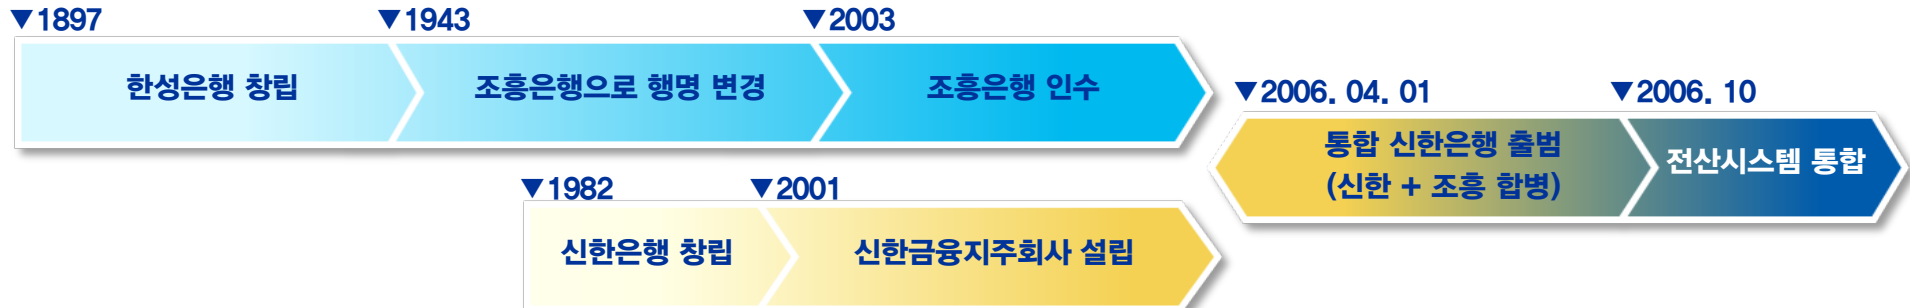 ▼1897
▼1943
▼2003
한성은행 창립
조흥은행으로 행명 변경
조흥은행 인수
▼2006. 04. 01
▼2006. 10
통합 신한은행 출범
(신한 + 조흥 합병)
전산시스템 통합
▼1982
▼2001
신한은행 창립
신한금융지주회사 설립